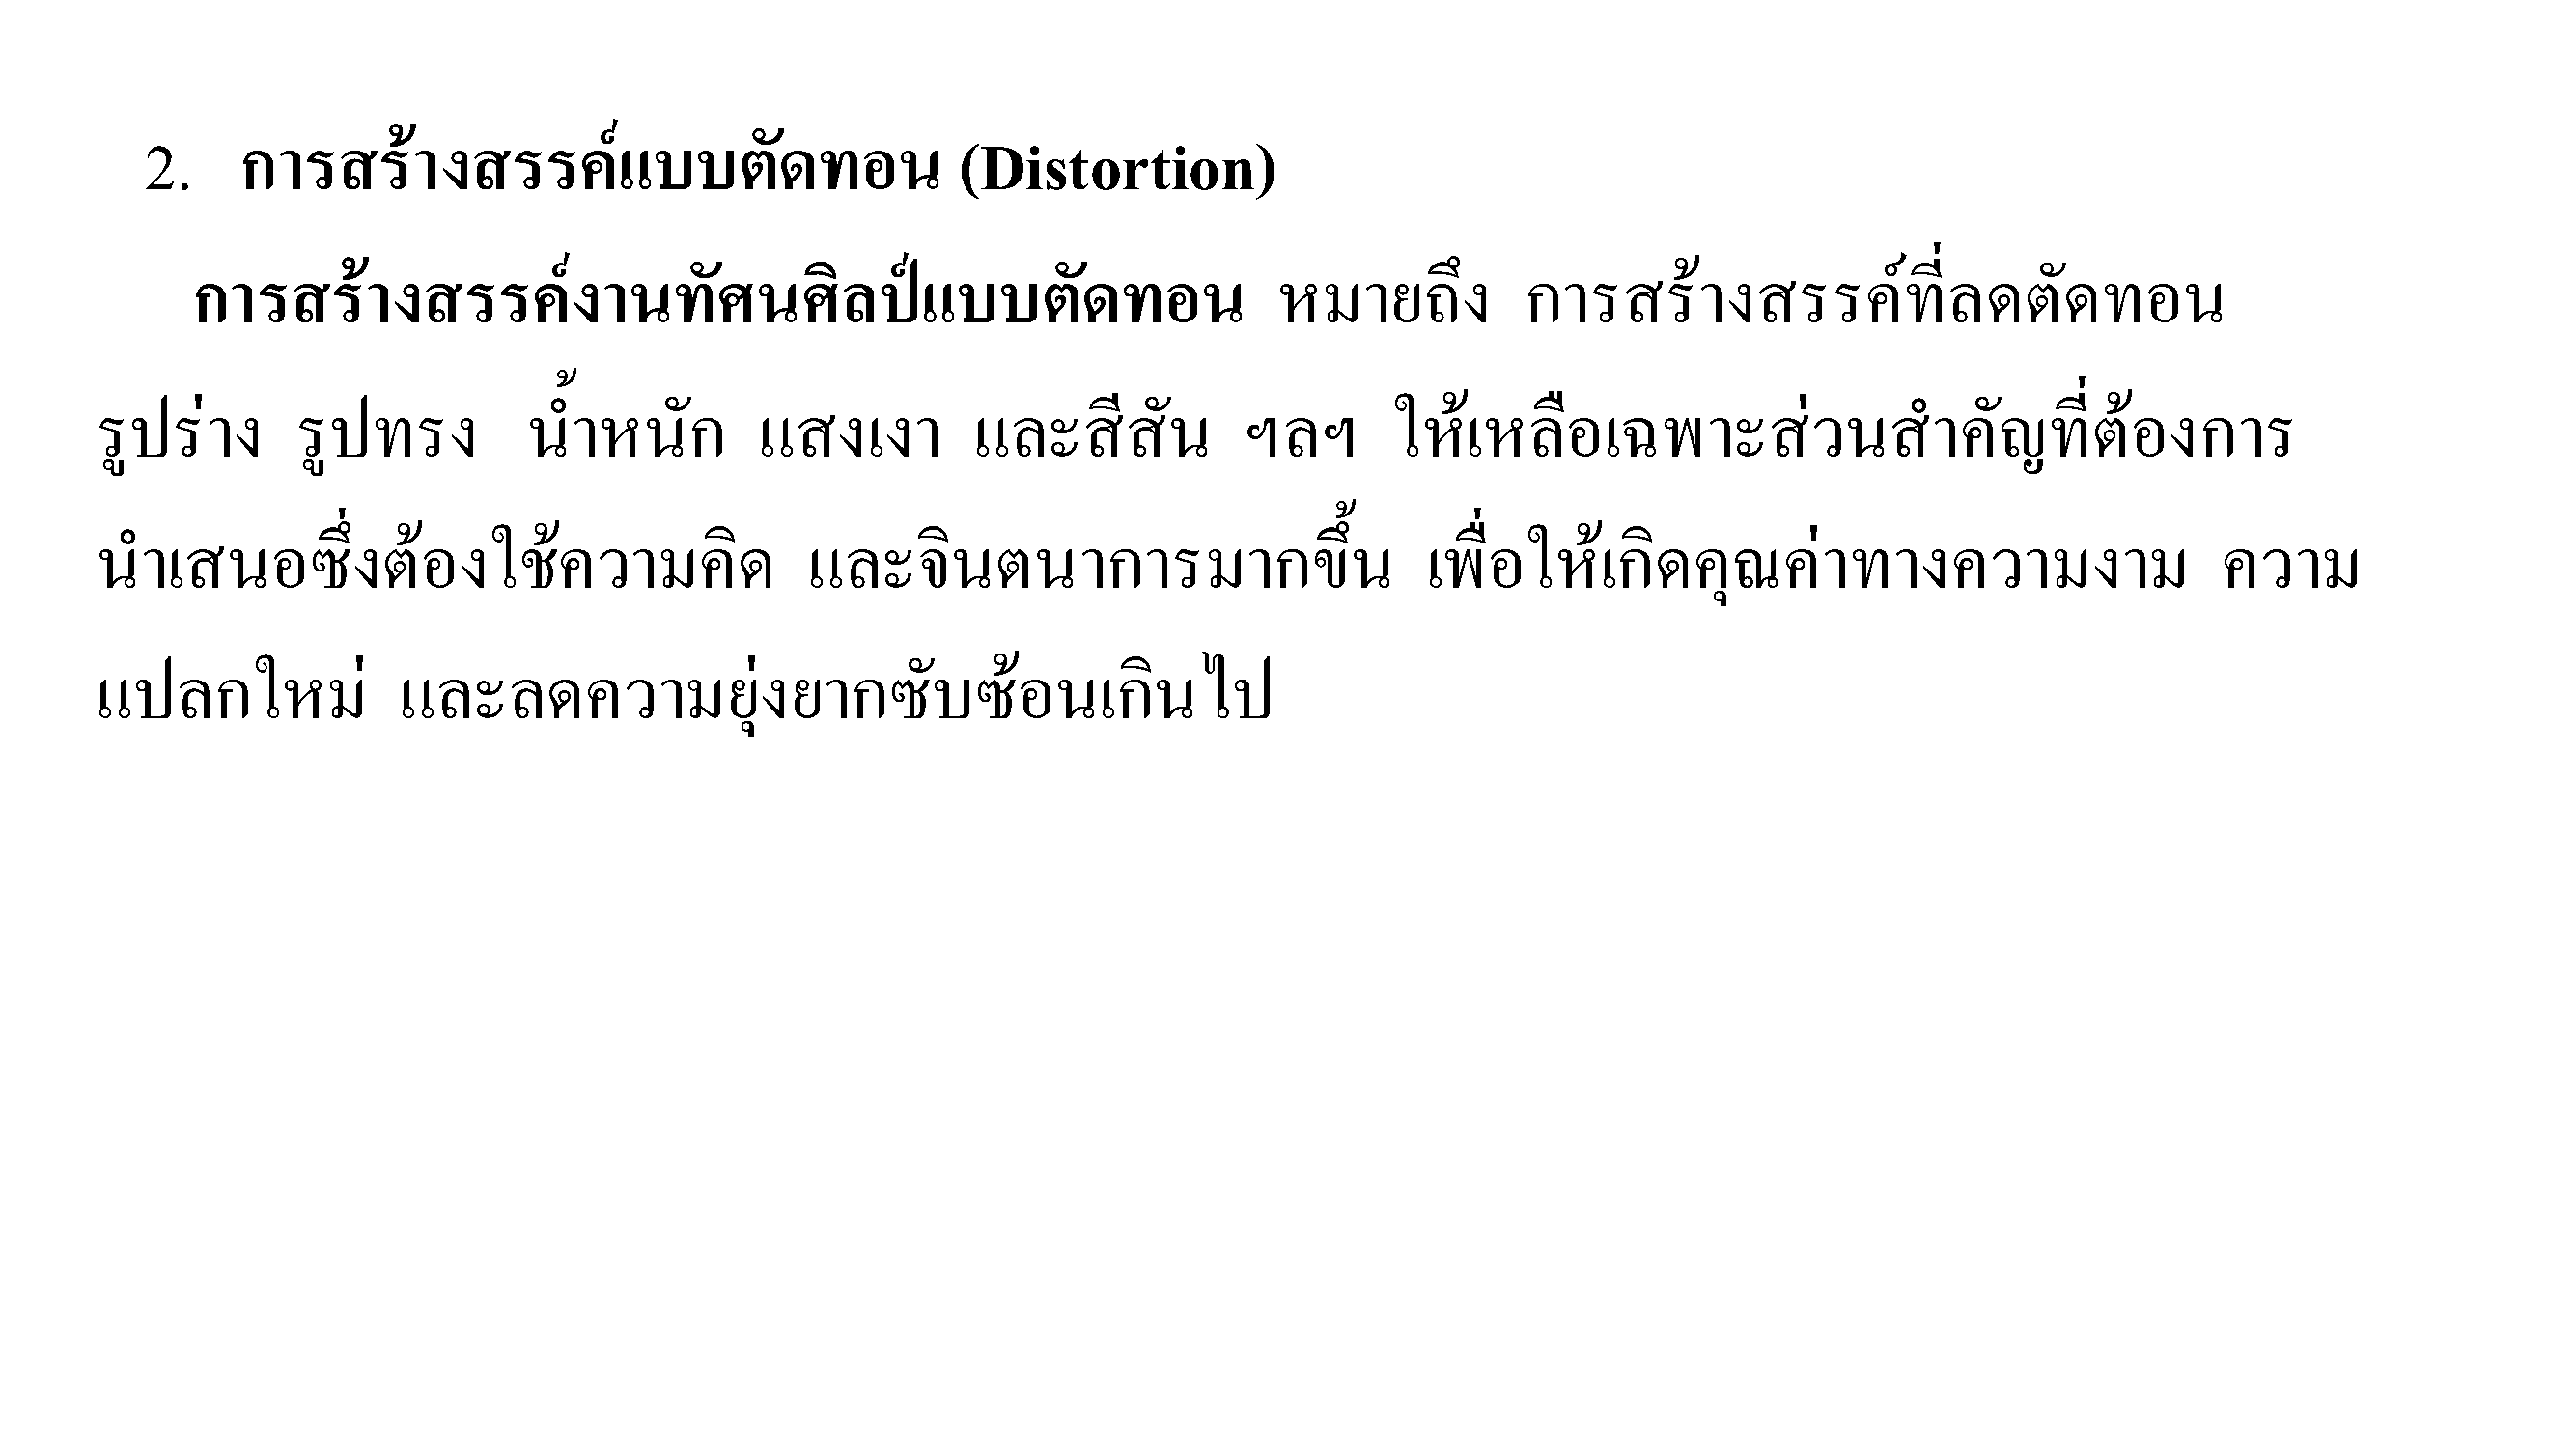 2. การสร้างสรรค์แบบตัดทอน (Distortion)
การสร้างสรรค์งานทัศนศิลป์แบบตัดทอน หมายถึง การสร้างสรรค์ที่ลดตัดทอน
รูปร่าง รูปทรง น้ำหนัก แสงเงา และสีสัน ฯลฯ ให้เหลือเฉพาะส่วนสำคัญที่ต้องการ
นำเสนอซึ่งต้องใช้ความคิด และจินตนาการมากขึ้น เพื่อให้เกิดคุณค่าทางความงาม ความ
แปลกใหม่ และลดความยุ่งยากซับซ้อนเกินไป